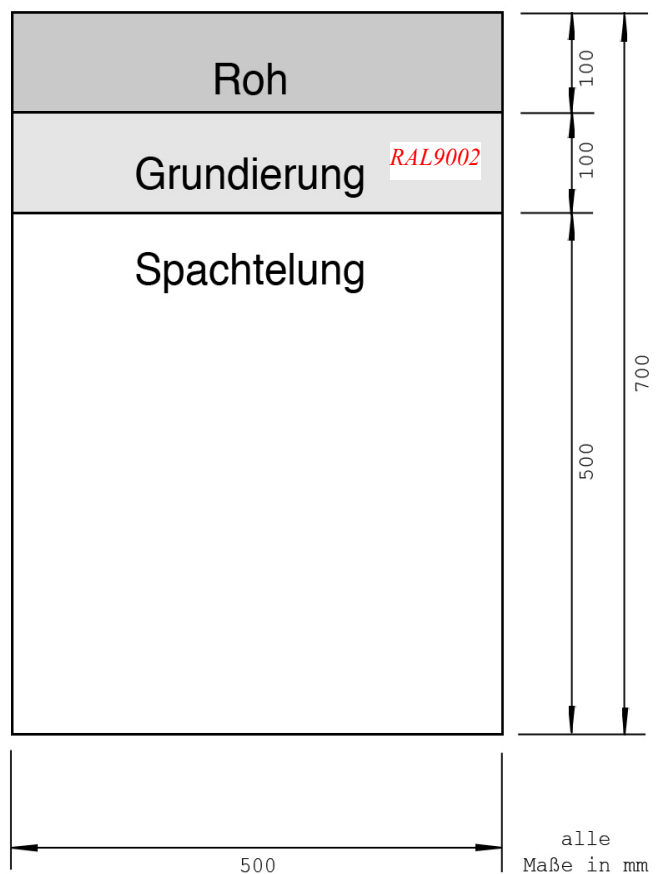 Roh
100
Grundierung RAL9002
100
Spachtelung
700
500
500
alle
Maße in mm